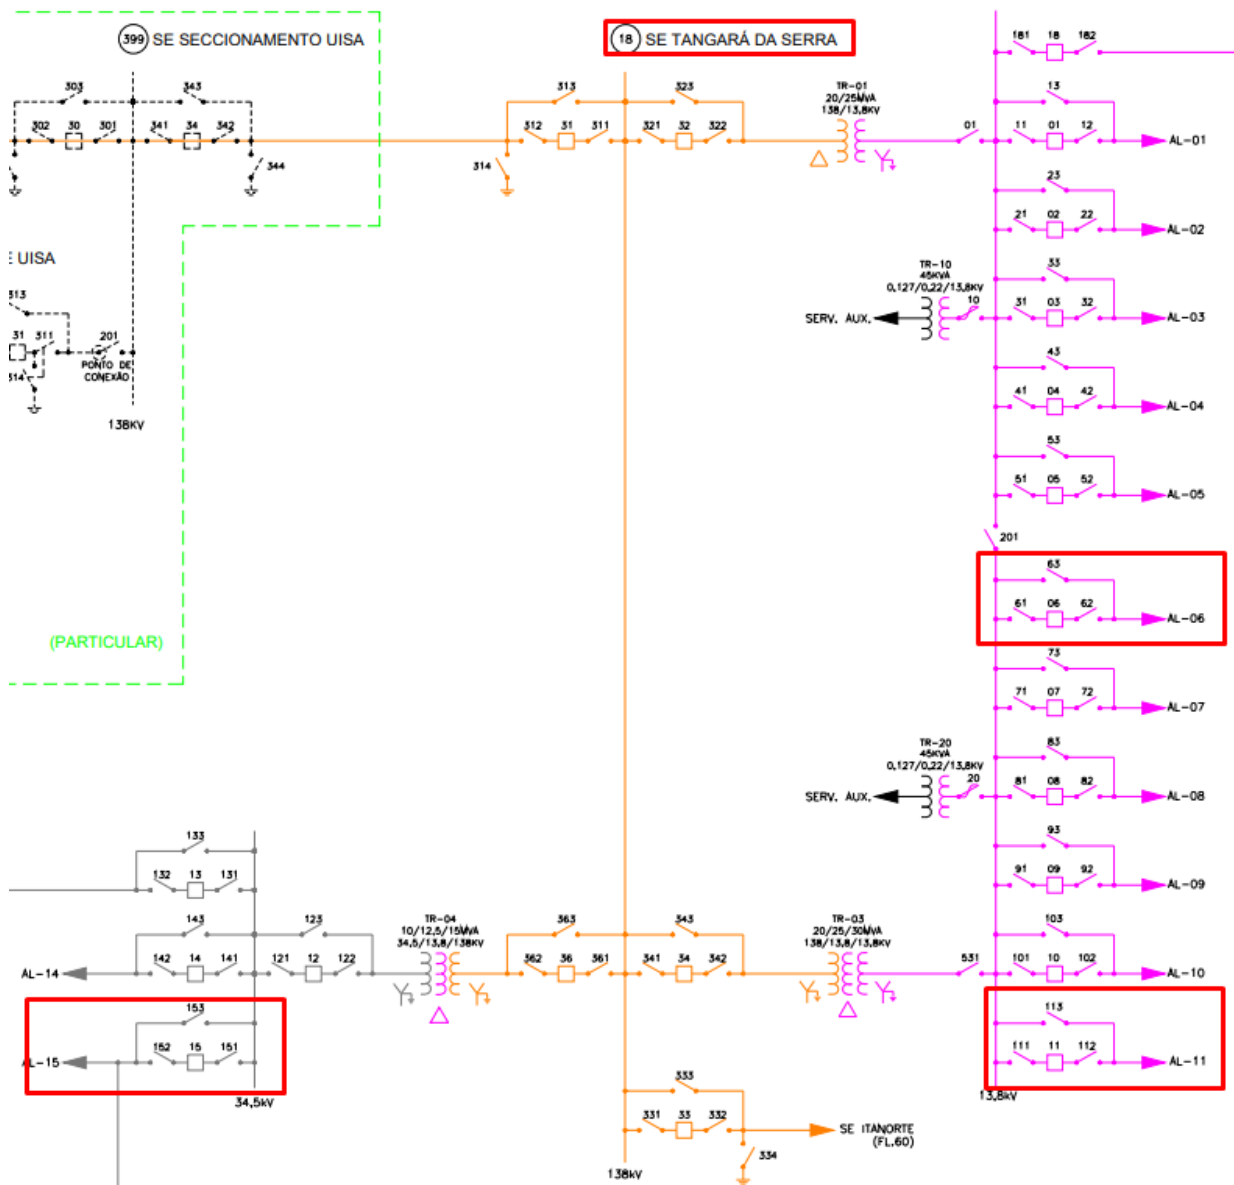 399 SE SECCIONAMENTO UISA
18 SE TANGARÁ DA SERRA
181 18 182
303 343
302 30 301 341 34 342
344
313 323
312 31 311 321 32 322
314
TR-01
20/25MVA
138/13,8KV
01
13
11 01 12 AL-01
23
21 02 22 AL-02
E UISA
313
31 311 201
314
PONTO DE
CONEXÃO
138KV
TR-10
45KVA
0,127/0,22/13,8KV
SERV. AUX. 10
33
31 03 32 AL-03
43
41 04 42 AL-04
53
51 05 52 AL-05
201
(PARTICULAR)
63
61 06 62 AL-06
73
71 07 72 AL-07
TR-20
45KVA
0,127/0,22/13,8KV
SERV. AUX. 20
83
81 08 82 AL-08
93
91 09 92 AL-09
133
132 13 131
143 123
AL-14 142 14 141 121 12 122
TR-04
10/12,5/15MVA
34,5/13,8/138KV
363 343
362 36 361 341 34 342
TR-03
20/25/30MVA
138/13,8/13,8KV
531
103
101 10 102 AL-10
153
AL-15 152 15 151
34,5kV
113
111 11 112 AL-11
13,8kV
333
331 33 332 SE ITANORTE
(FL.60)
334
138kV